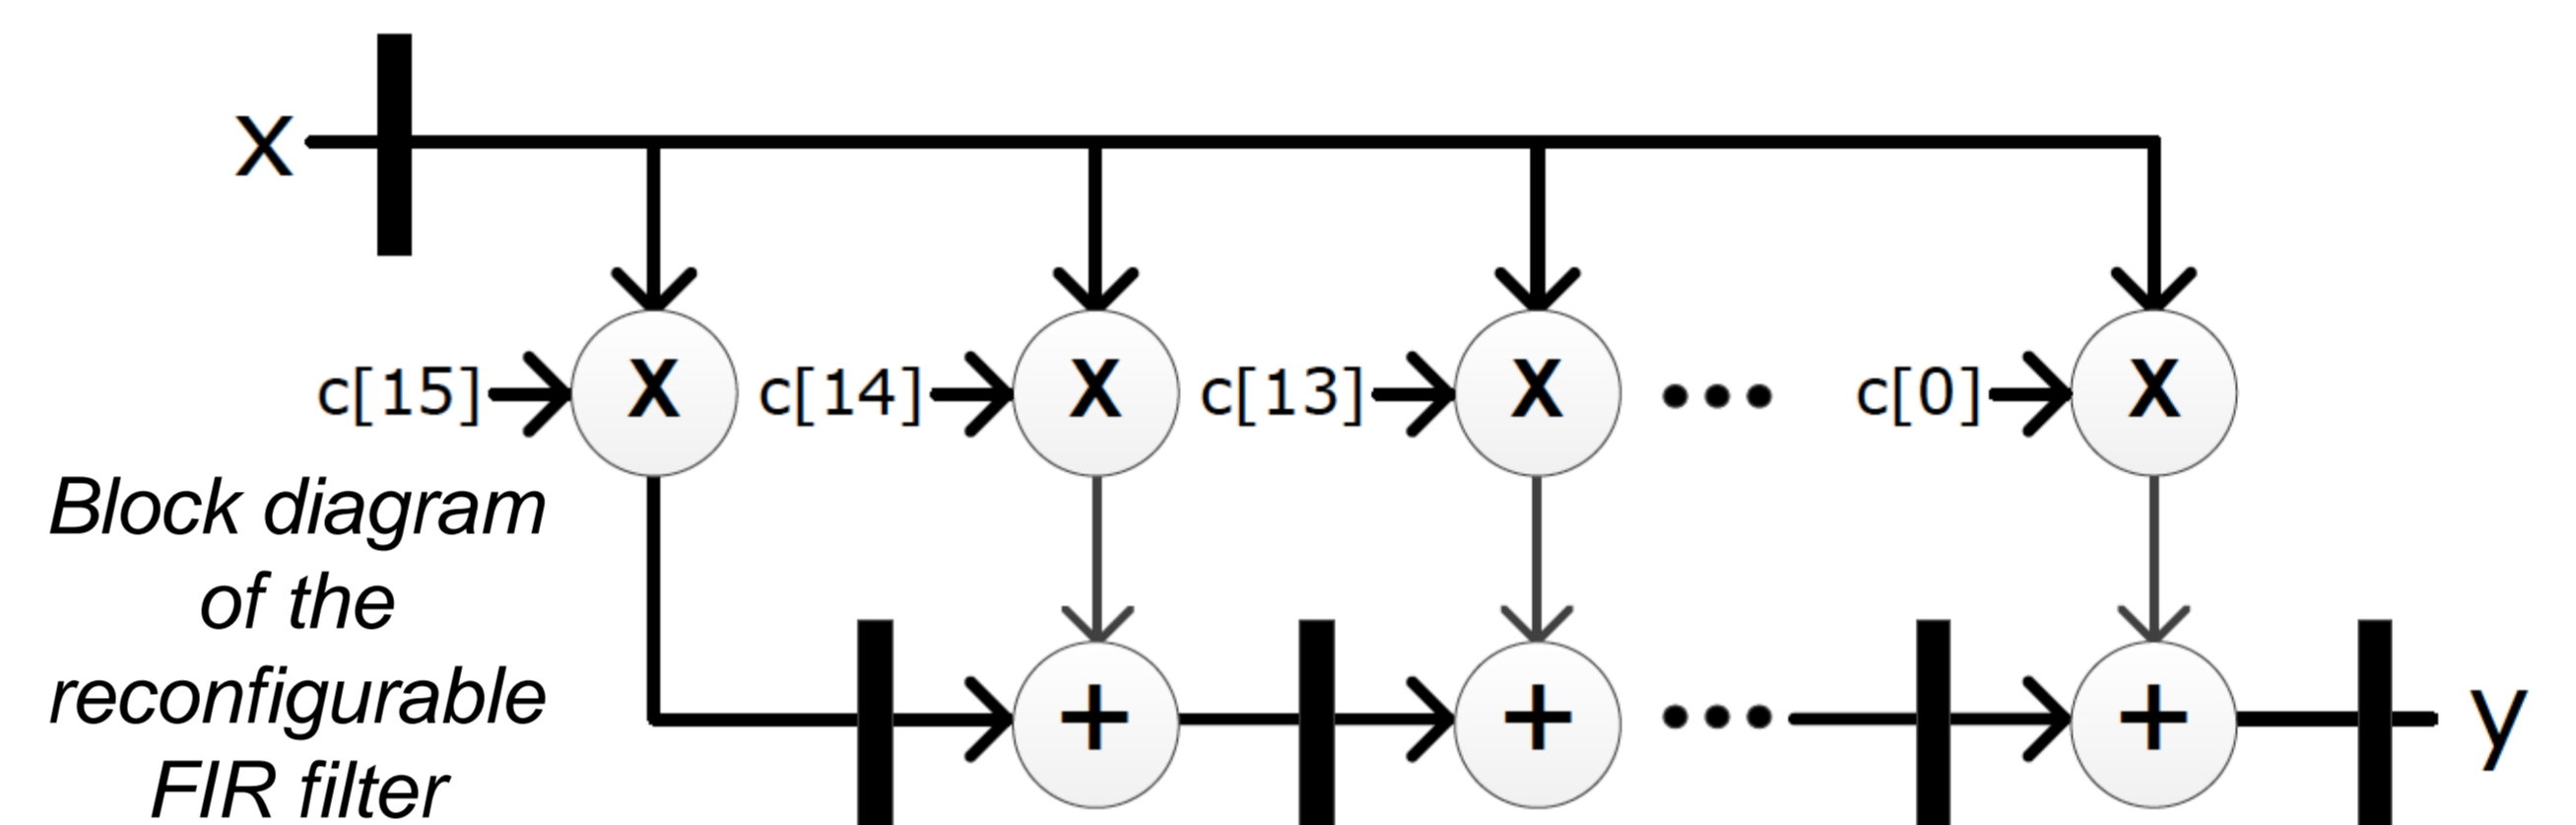 x
c[15] X c[14] X c[13] X ... c[0] X
Block diagram
of the
reconfigurable
FIR filter
+ + ... + y